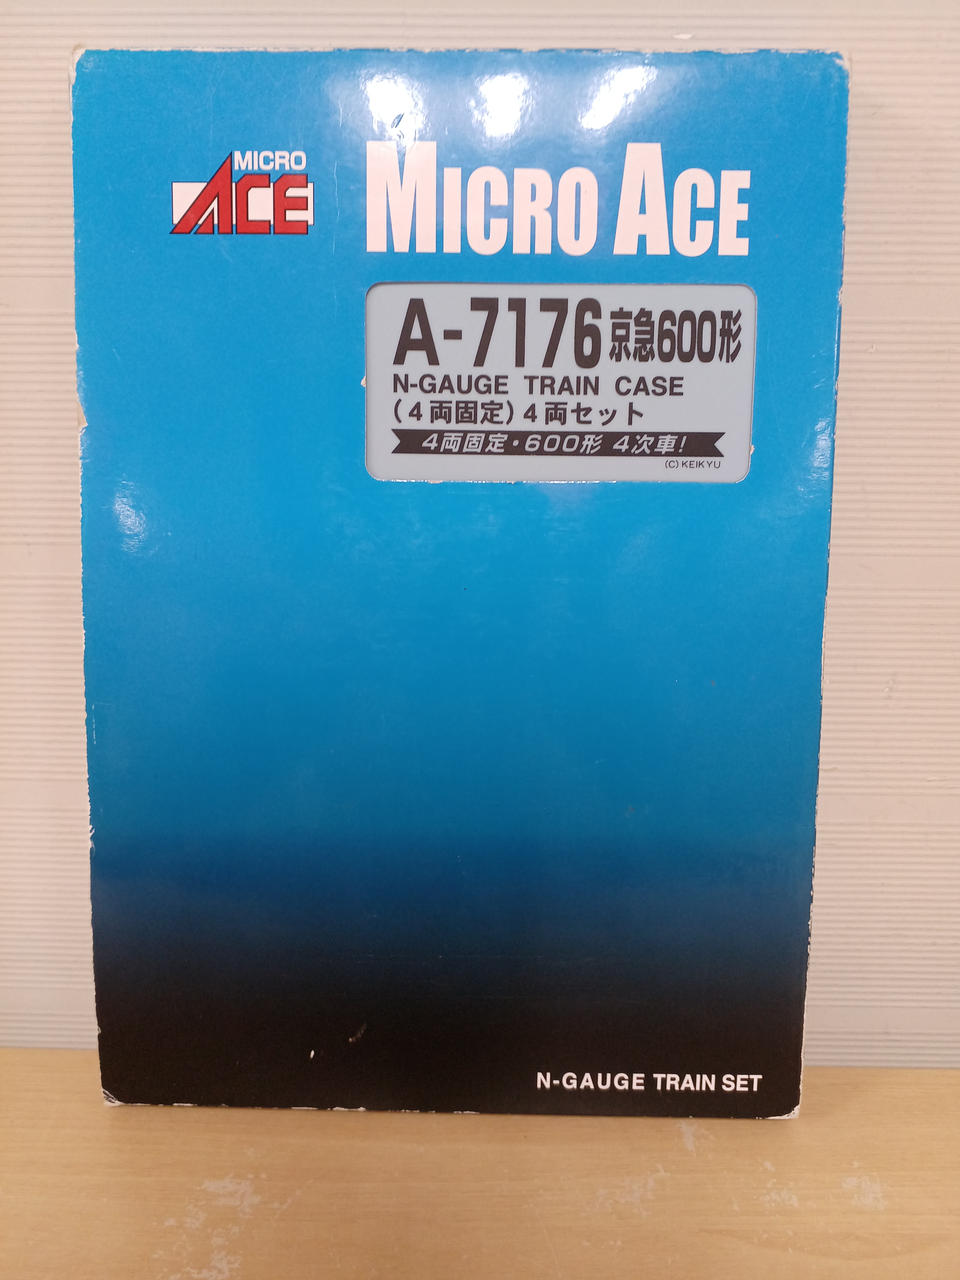 MICRO
ACE
MICRO ACE
A-7176 京急600形
N-GAUGE TRAIN CASE
(4両固定)4両セット
4両固定・600形 4次車!
(C) KEIKYU
N-GAUGE TRAIN SET